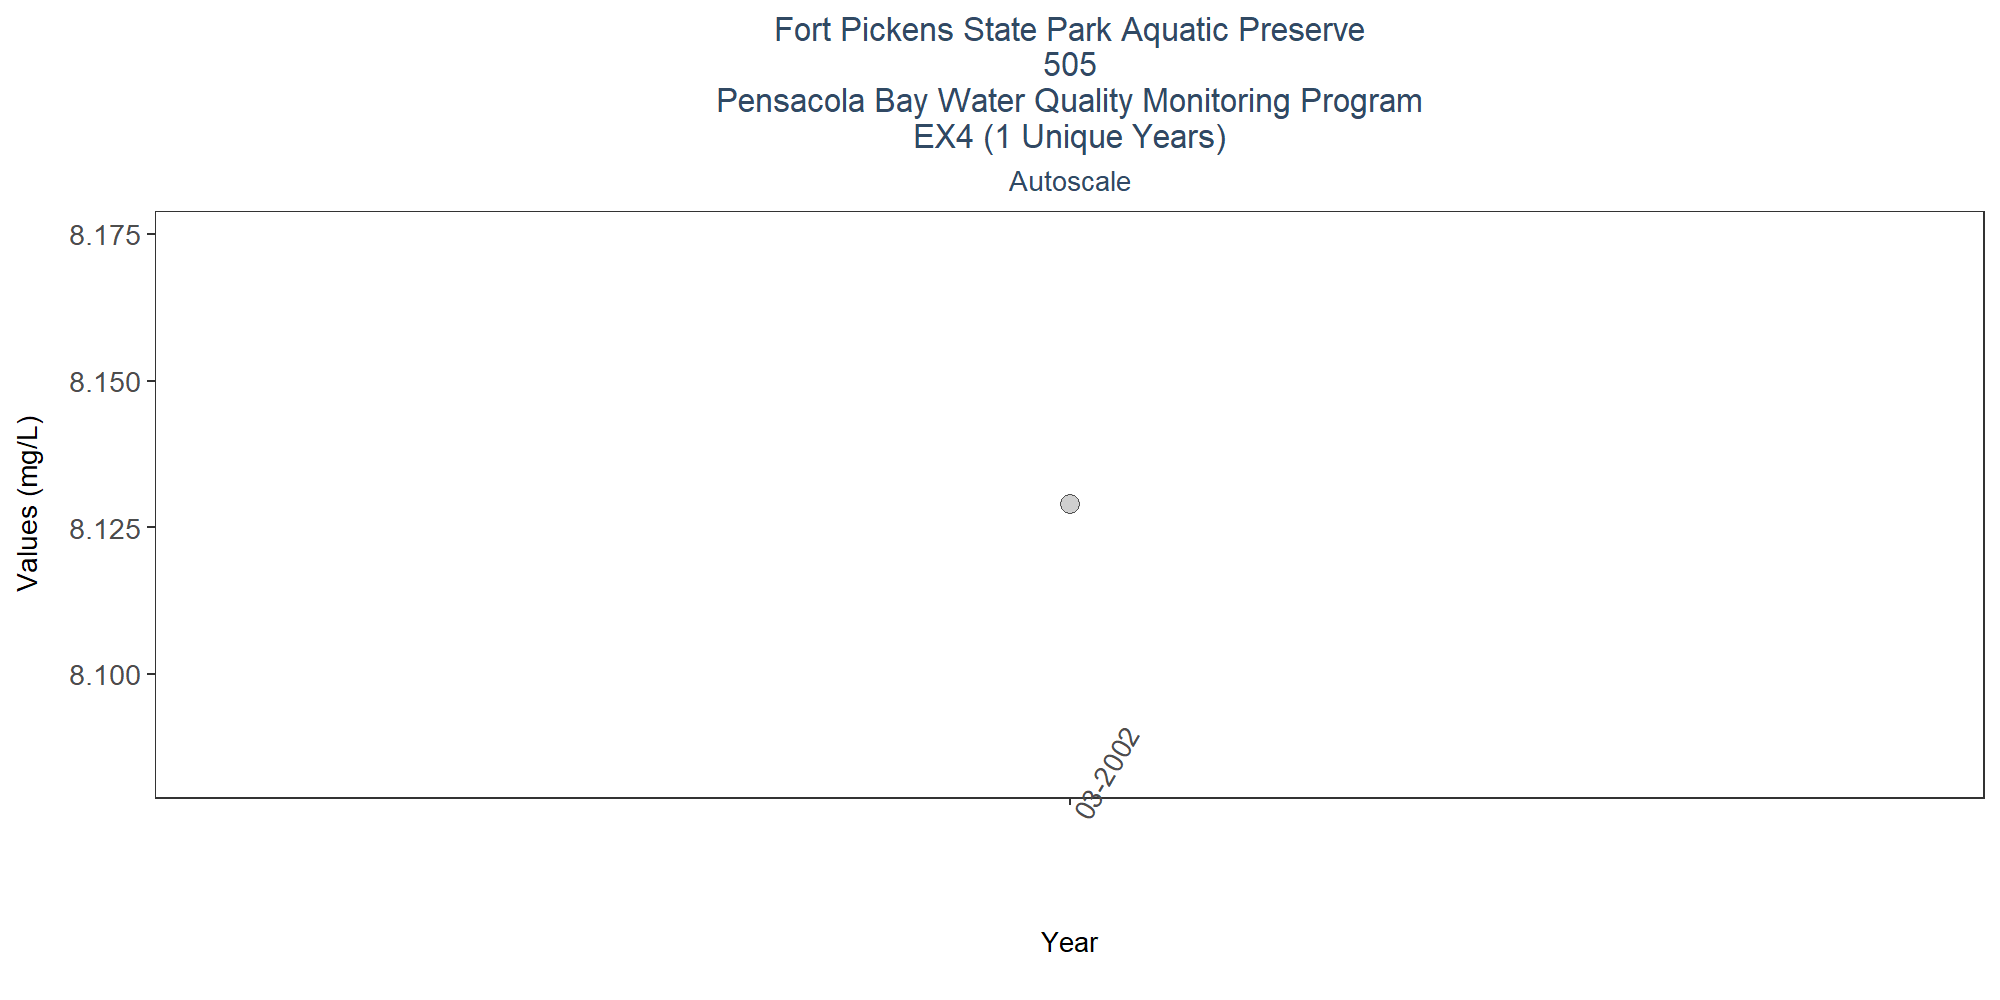 Fort Pickens State Park Aquatic Preserve
505
Pensacola Bay Water Quality Monitoring Program
EX4 (1 Unique Years)
Autoscale
8.175
8.150
8.125
8.100
Values (mg/L)
03-2002
Year